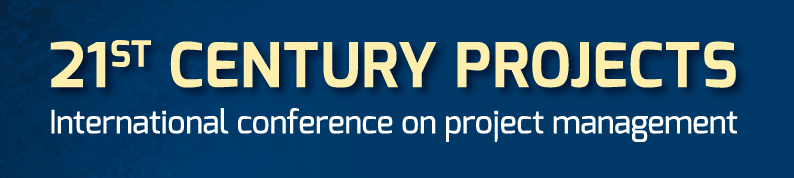 21ST CENTURY PROJECTS
International conference on project management